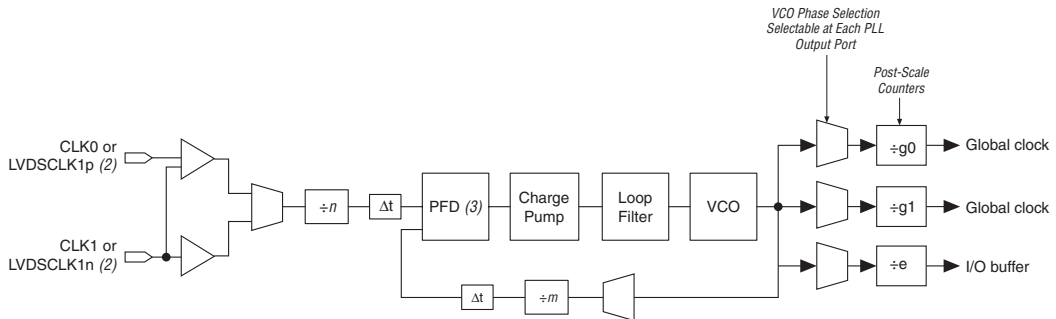 VCO Phase Selection
Selectable at Each PLL
Output Port
Post-Scale
Counters
CLK0 or
LVDSCLK1p (2)
÷g0
Global clock
÷n
Δt
PFD (3)
Charge
Pump
Loop
Filter
VCO
÷g1
Global clock
CLK1 or
LVDSCLK1n (2)
÷e
I/O buffer
Δt
÷m